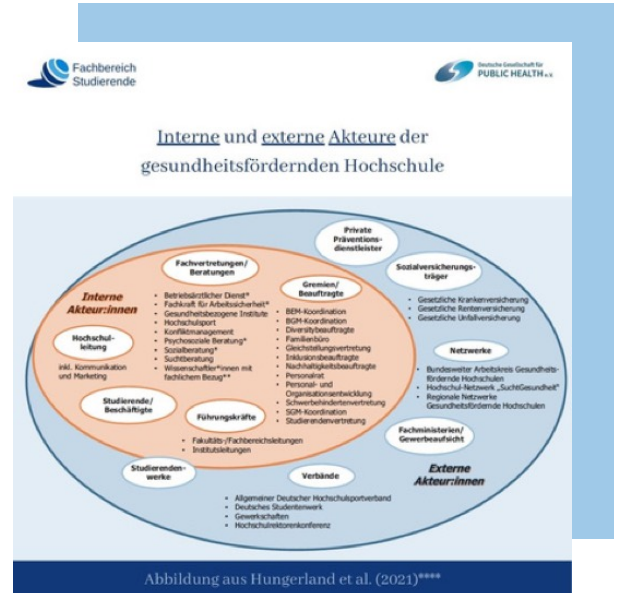 Fachbereich
Studierende
Deutsche Gesellschaft für
PUBLIC HEALTH e.V.
Interne und externe Akteure der
gesundheitsfördernden Hochschule
Private
Präventions-
dienstleister
Sozialversicherungs-
träger
• Gesetzliche Krankenversicherung
• Gesetzliche Rentenversicherung
• Gesetzliche Unfallversicherung
Fachvertretungen/
Beratungen
• Betriebsärztlicher Dienst*
• Fachkraft für Arbeitssicherheit*
• Gesundheitsbezogene Institute
• Hochschulsport
• Konfliktmanagement
• Psychosoziale Beratung*
• Sozialberatung*
• Suchtberatung
• Wissenschaftler*innen mit
fachlichem Bezug**
Gremien/
Beauftragte
• BEM-Koordination
• BGM-Koordination
• Diversitybeauftragte
• Familienbüro
• Gleichstellungsvertretung
• Inklusionsbeauftragte
• Nachhaltigkeitsbeauftragte
• Personalrat
• Personal- und
Organisationsentwicklung
• Schwerbehindertenvertretung
• SGM-Koordination
• Studierendenvertretung
Interne
Akteur:innen
Hochschul-
leitung
inkl. Kommunikation
und Marketing
Netzwerke
• Bundesweiter Arbeitskreis Gesundheits-
fördernde Hochschulen
• Hochschul-Netzwerk „SuchtGesundheit"
• Regionale Netzwerke
Gesundheitsfördernde Hochschulen
Studierende/
Beschäftigte
Führungskräfte
• Fakultäts-/Fachbereichsleitungen
• Institutsleitungen
Fachministerien/
Gewerbeaufsicht
Studierenden-
werke
Verbände
• Allgemeiner Deutscher Hochschulsportverband
• Deutsches Studentenwerk
• Gewerkschaften
• Hochschulrektorenkonferenz
Externe
Akteur:innen
Abbildung aus Hungerland et al. (2021)****